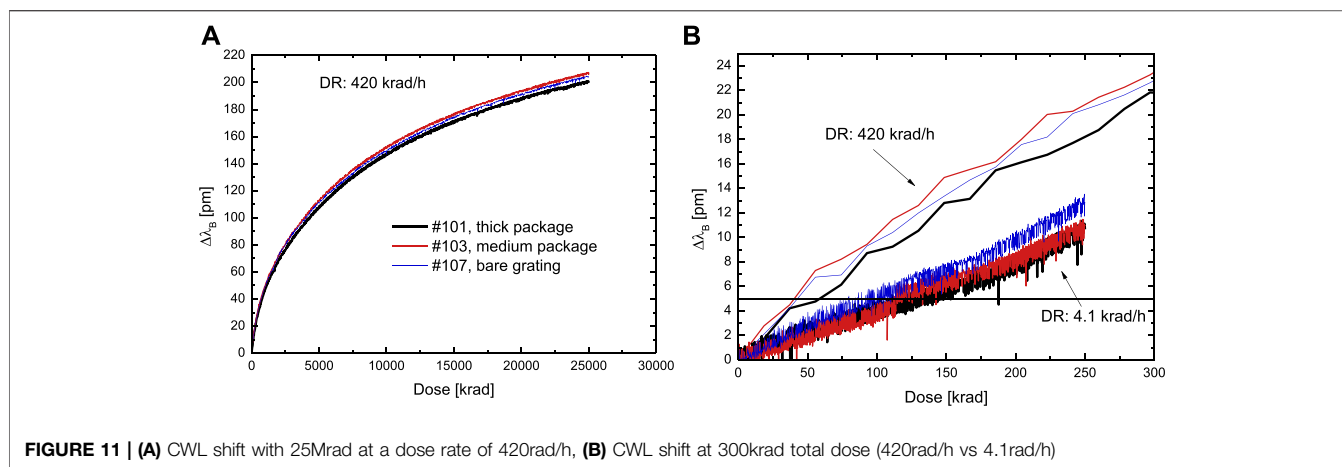 A
220
200
180
160
140
120
100
80
60
40
20
0
Δλ_B [pm]
DR: 420 krad/h
#101, thick package
#103, medium package
#107, bare grating
0 5000 10000 15000 20000 25000 30000
Dose [krad]
B
24
22
20
18
16
14
12
10
8
6
4
2
0
Δλ_B [pm]
DR: 420 krad/h
DR: 4.1 krad/h
0 50 100 150 200 250 300
Dose [krad]
FIGURE 11 | (A) CWL shift with 25Mrad at a dose rate of 420rad/h, (B) CWL shift at 300krad total dose (420rad/h vs 4.1rad/h)